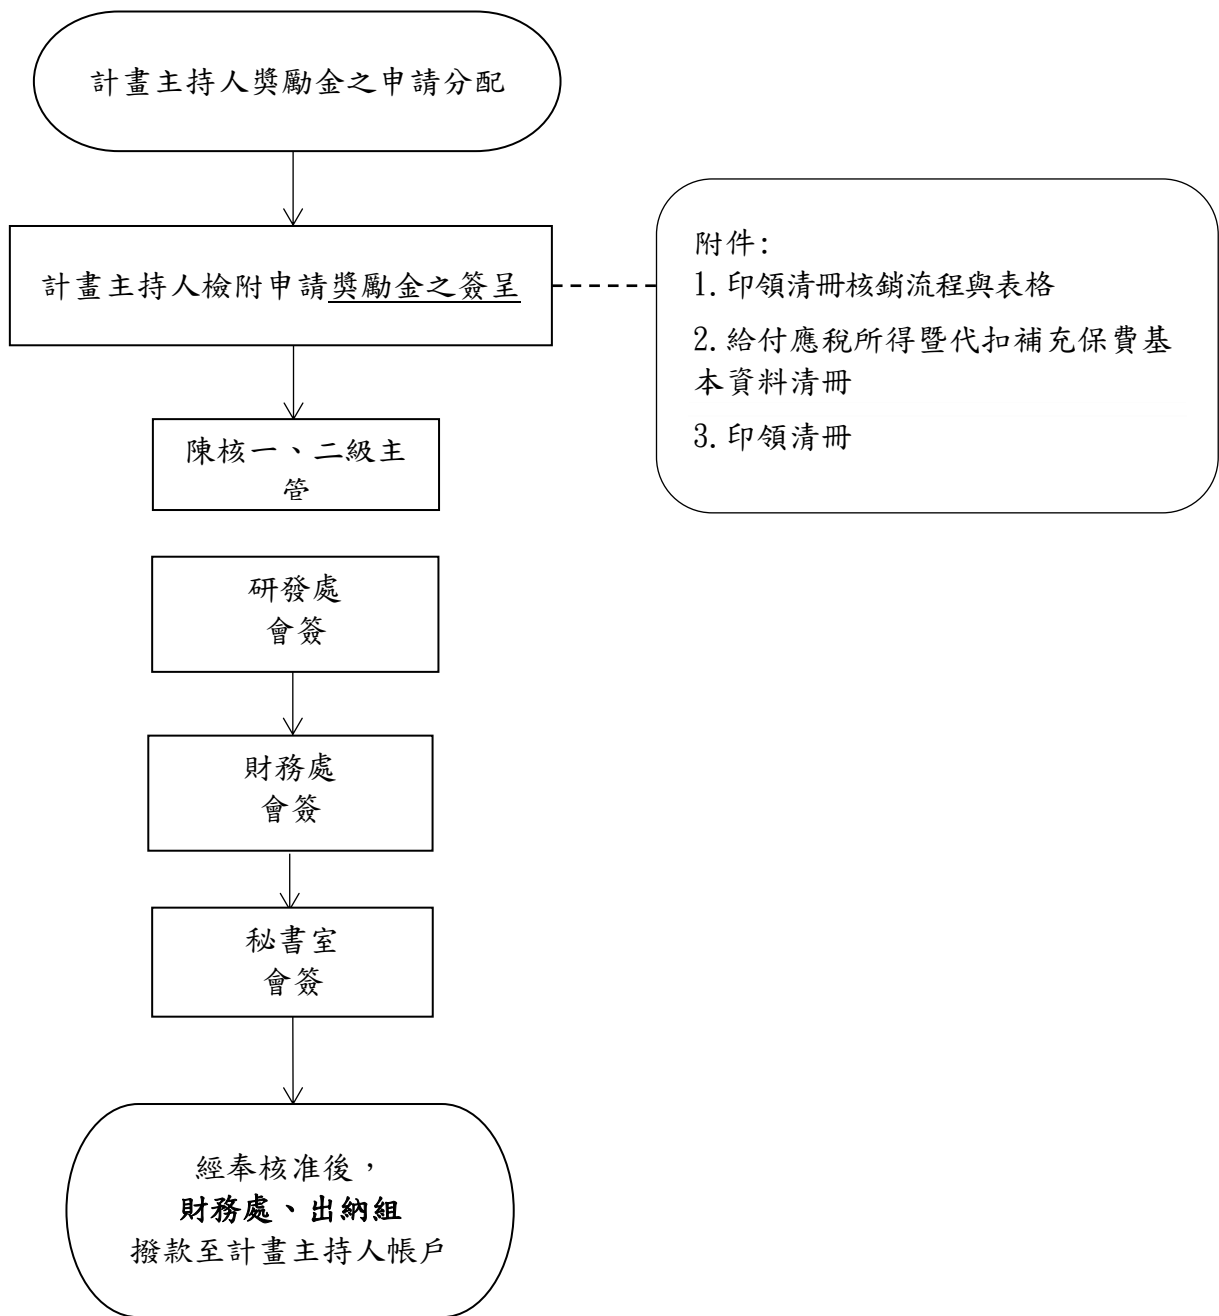 計畫主持人獎勵金之申請分配
計畫主持人檢附申請獎勵金之簽呈
附件:
1.印領清冊核銷流程與表格
2.給付應稅所得暨代扣補充保費基
本資料清冊
3.印領清冊
陳核一、二級主
管
研發處
會簽
財務處
會簽
秘書室
會簽
經奉核准後，
財務處、出納組
撥款至計畫主持人帳戶